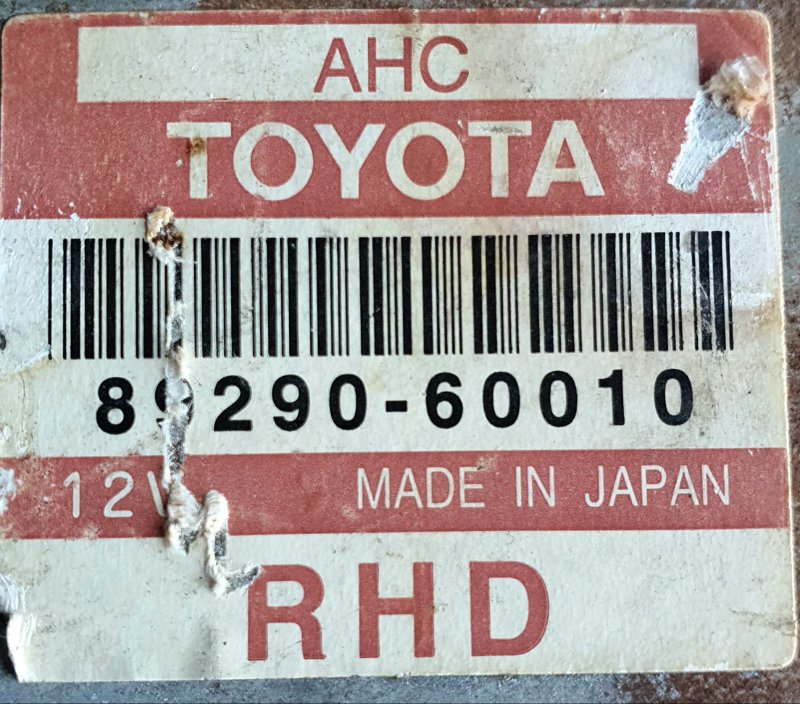 AHC
TOYOTA
89290-60010
12V MADE IN JAPAN
RHD